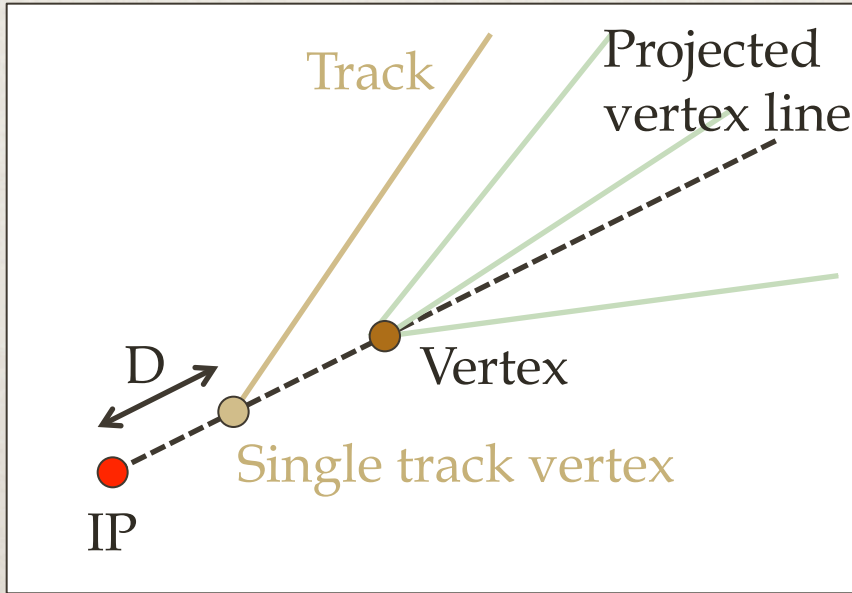 Track
Projected
vertex line
D
Vertex
Single track vertex
IP